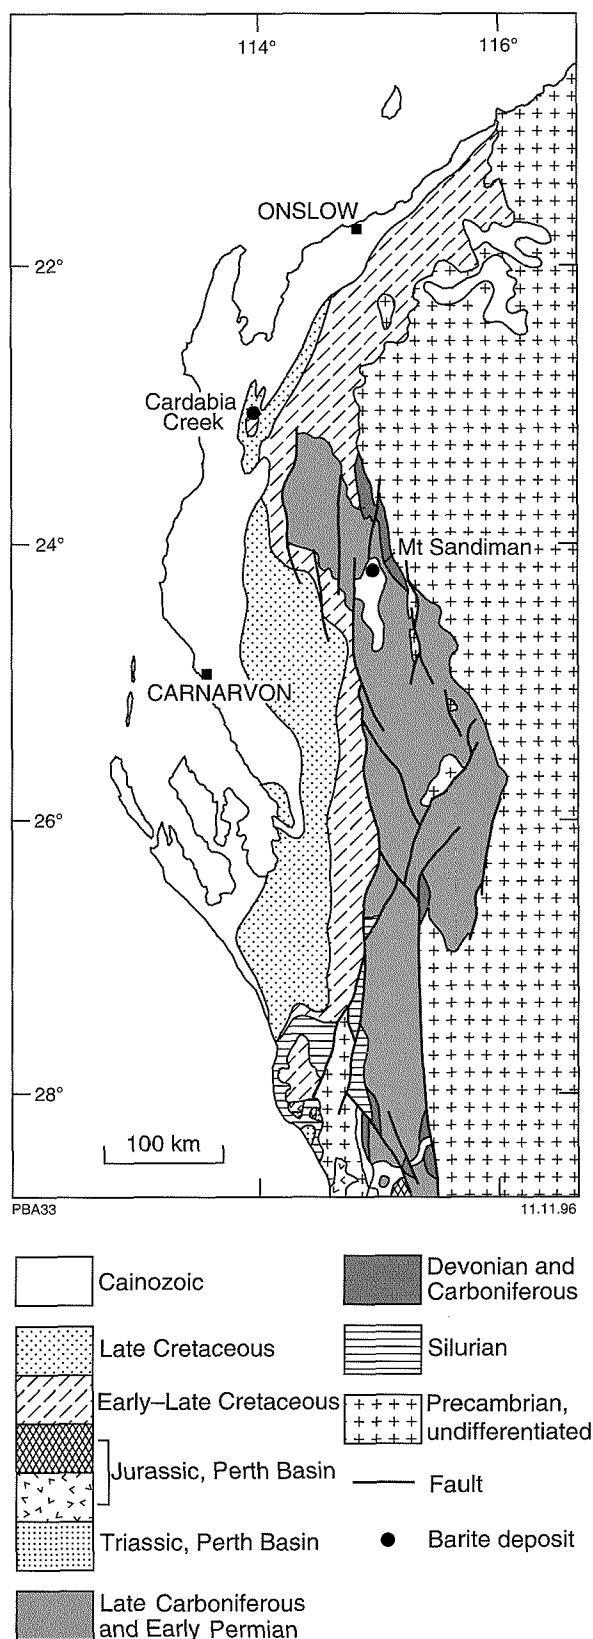 114°
116°
ONSLOW
22°
Cardabia
Creek
24°
Mt Sandiman
CARNARVON
26°
28°
100 km
PBA33
11.11.96
Cainozoic
Late Cretaceous
Early–Late Cretaceous
Jurassic, Perth Basin
Triassic, Perth Basin
Late Carboniferous
and Early Permian
Devonian and
Carboniferous
Silurian
Precambrian,
undifferentiated
Fault
Barite deposit